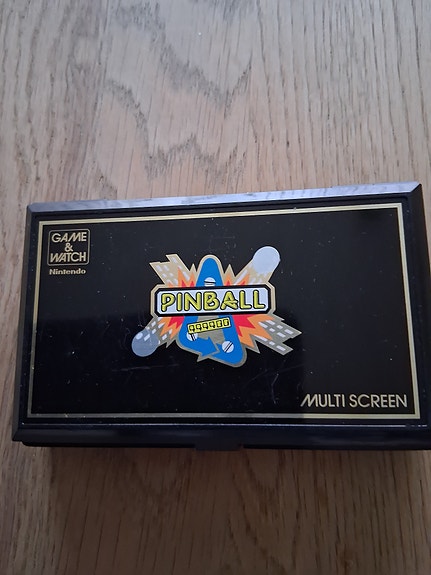 GAME
&
WATCH
Nintendo
PINBALL
MULTI SCREEN